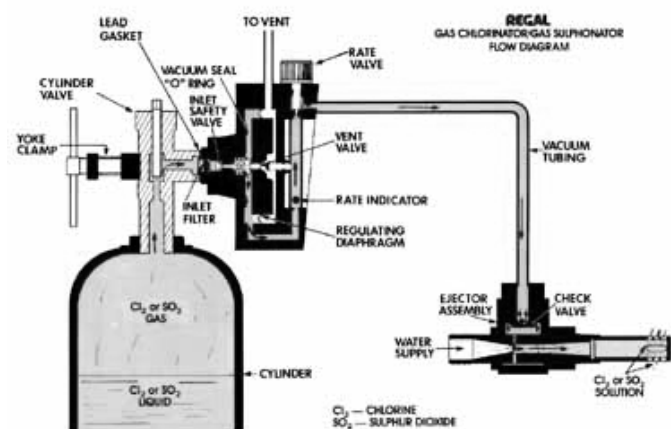 REGAL
GAS CHLORINATOR/GAS SULPHONATOR
FLOW DIAGRAM
TO VENT
LEAD
GASKET
RATE
VALVE
VACUUM SEAL
"O" RING
CYLINDER
VALVE
INLET
SAFETY
VALVE
YOKE
CLAMP
VENT
VALVE
VACUUM
TUBING
INLET
FILTER
RATE INDICATOR
REGULATING
DIAPHRAGM
EJECTOR
ASSEMBLY
CHECK
VALVE
Cl₂ or SO₂
GAS
WATER
SUPPLY
CYLINDER
Cl₂ or SO₂
LIQUID
Cl₂ or SO₂
SOLUTION
Cl₂ — CHLORINE
SO₂ — SULPHUR DIOXIDE